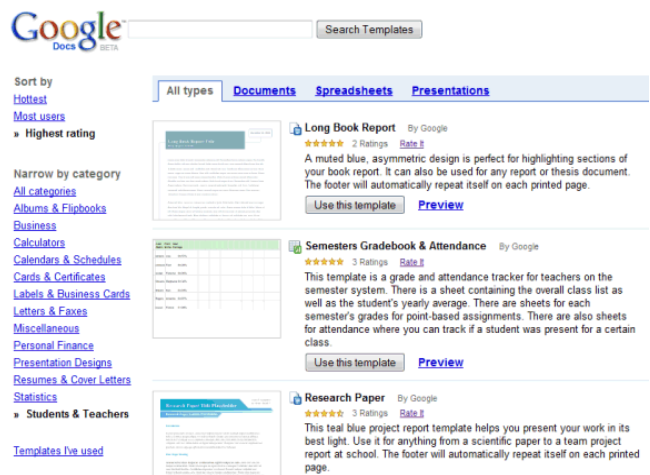 Google
Docs BETA
Search Templates
Sort by
Hottest
Most users
» Highest rating
Narrow by category
All categories
Albums & Flipbooks
Business
Calculators
Calendars & Schedules
Cards & Certificates
Labels & Business Cards
Letters & Faxes
Miscellaneous
Personal Finance
Presentation Designs
Resumes & Cover Letters
Statistics
» Students & Teachers
Templates I've used
All types Documents Spreadsheets Presentations
Long Book Report By Google
2 Ratings Rate It
A muted blue, asymmetric design is perfect for highlighting sections of
your book report. It can also be used for any report or thesis document.
The footer will automatically repeat itself on each printed page.
Use this template Preview
Semesters Gradebook & Attendance By Google
3 Ratings Rate It
This template is a grade and attendance tracker for teachers on the
semester system. There is a sheet containing the overall class list as
well as the student's yearly average. There are sheets for each
semester's grades for point-based assignments. There are also sheets
for attendance where you can track if a student was present for a certain
class.
Use this template Preview
Research Paper By Google
3 Ratings Rate It
This teal blue project report template helps you present your work in its
best light. Use it for anything from a scientific paper to a team project
report at school. The footer will automatically repeat itself on each printed
page.
Long Book Report Title
Research Paper Title Placeholder